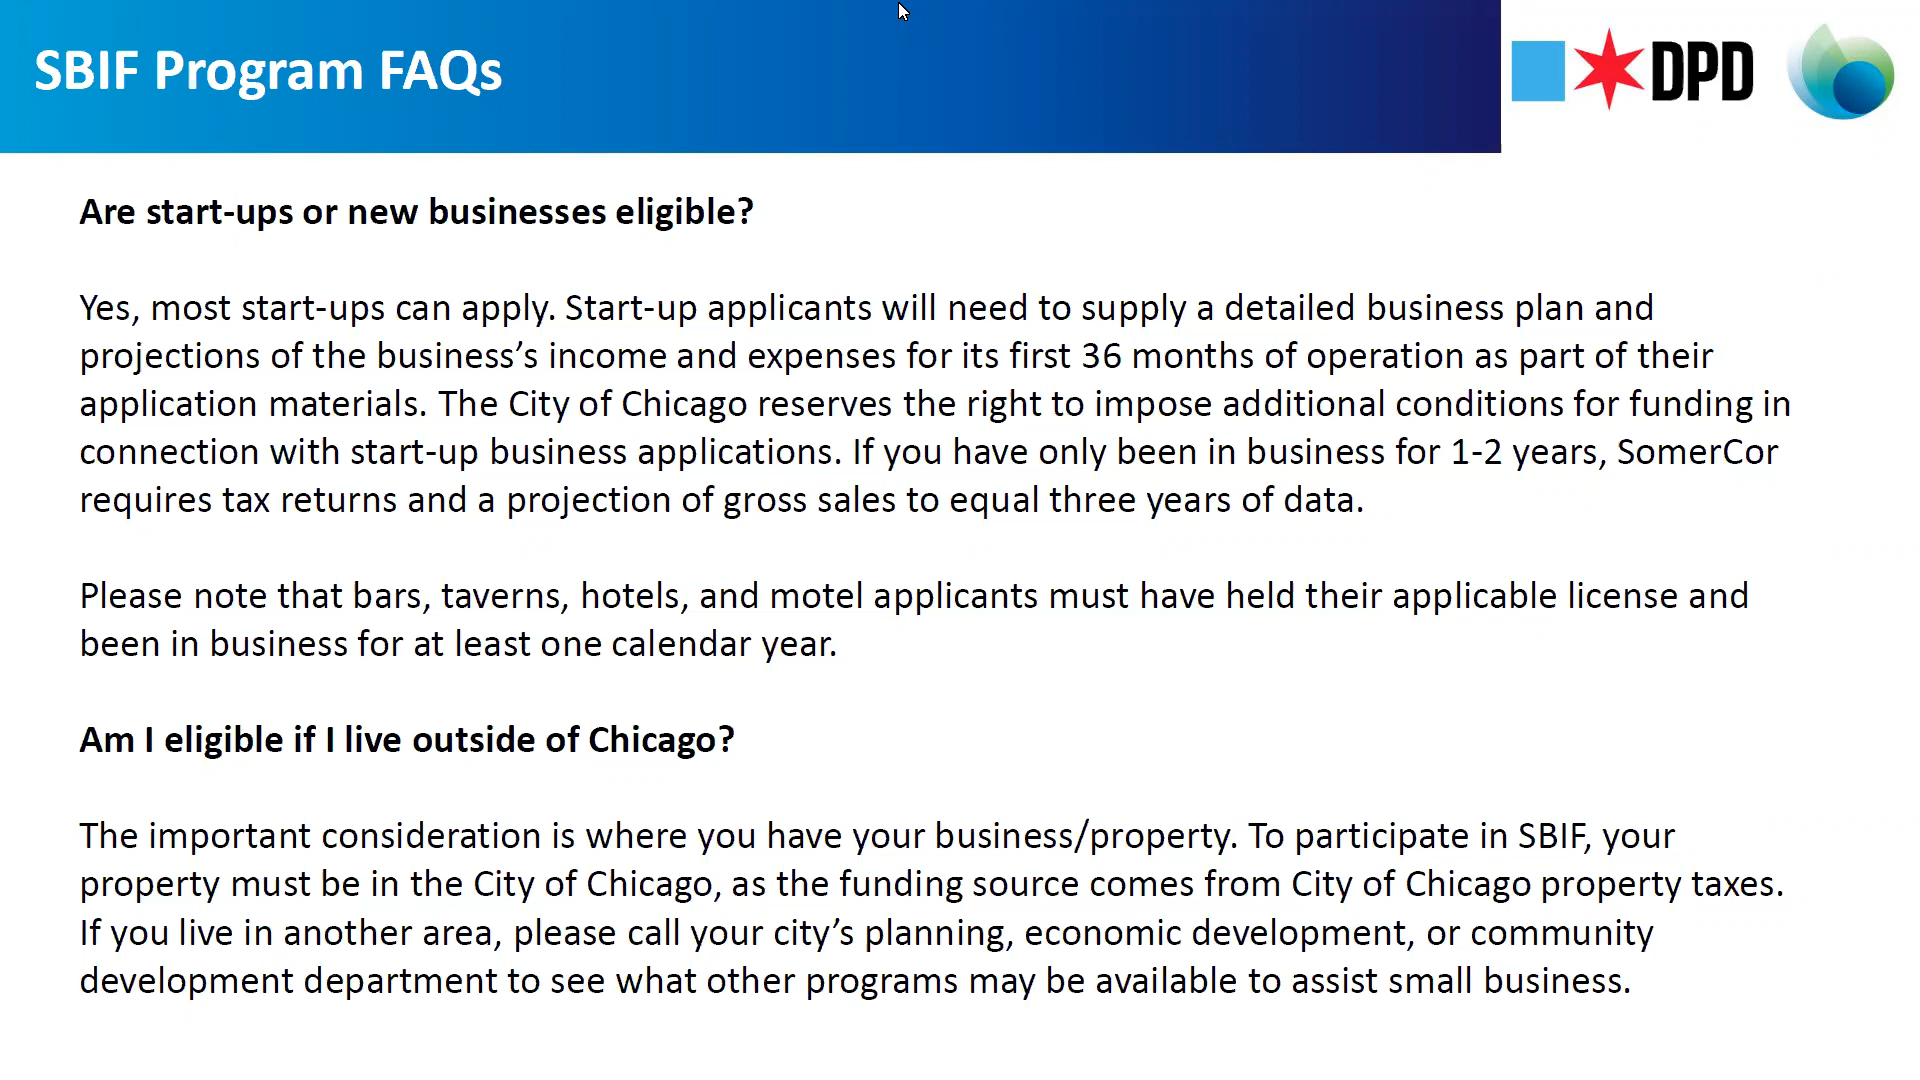 SBIF Program FAQs
DPD
Are start-ups or new businesses eligible?
Yes, most start-ups can apply. Start-up applicants will need to supply a detailed business plan and
projections of the business’s income and expenses for its first 36 months of operation as part of their
application materials. The City of Chicago reserves the right to impose additional conditions for funding in
connection with start-up business applications. If you have only been in business for 1-2 years, SomerCor
requires tax returns and a projection of gross sales to equal three years of data.
Please note that bars, taverns, hotels, and motel applicants must have held their applicable license and
been in business for at least one calendar year.
Am I eligible if I live outside of Chicago?
The important consideration is where you have your business/property. To participate in SBIF, your
property must be in the City of Chicago, as the funding source comes from City of Chicago property taxes.
If you live in another area, please call your city’s planning, economic development, or community
development department to see what other programs may be available to assist small business.